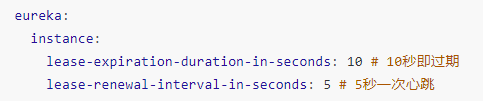 eureka:
  instance:
    lease-expiration-duration-in-seconds: 10 # 10秒即过期
    lease-renewal-interval-in-seconds: 5 # 5秒一次心跳